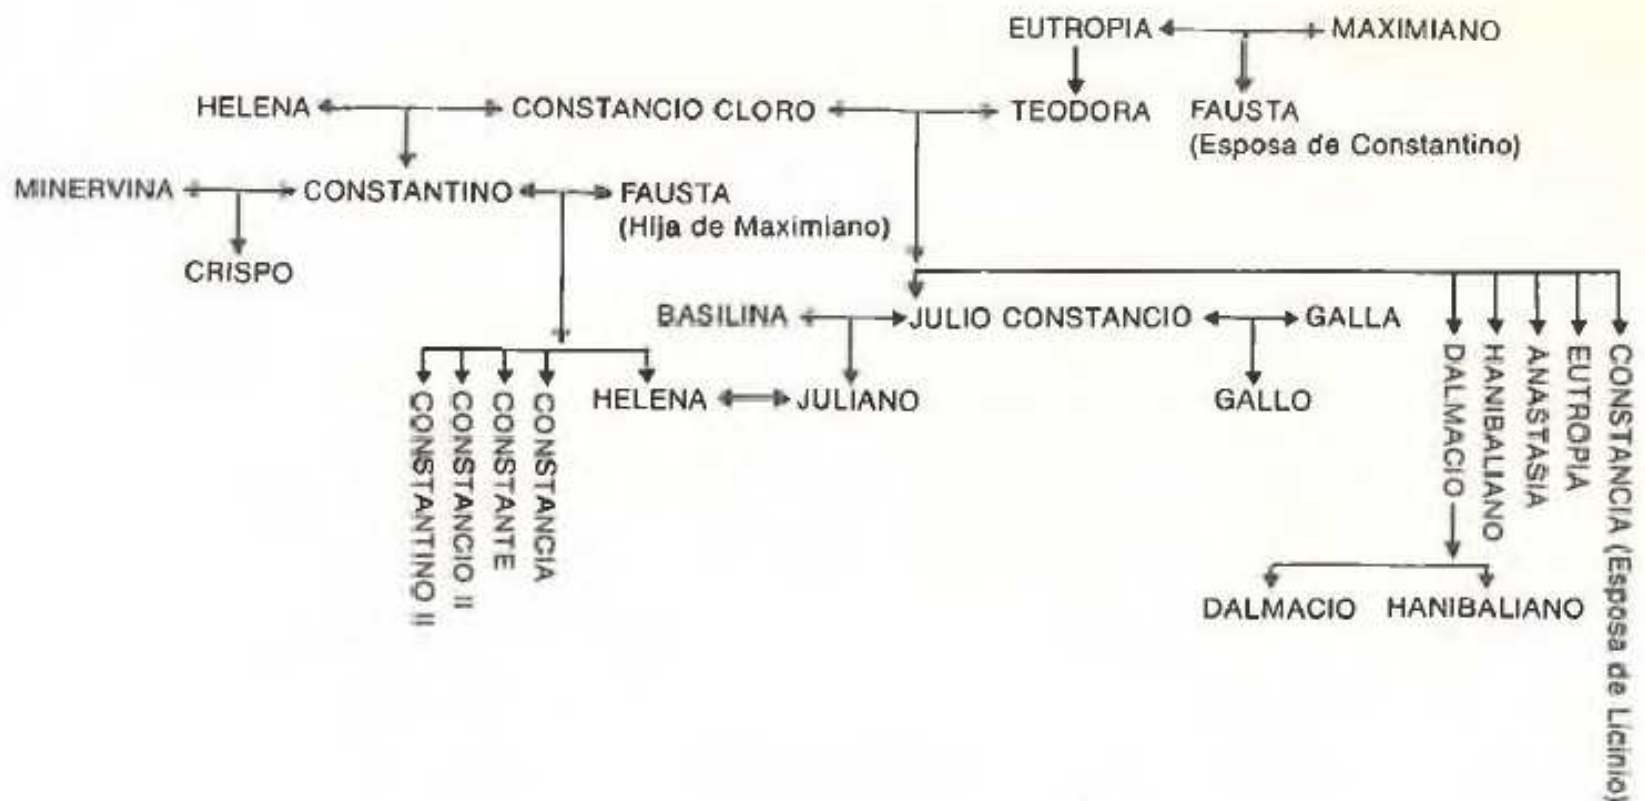 EUTROPIA MAXIMIANO
HELENA CONSTANCIO CLORO TEODORA FAUSTA
(Esposa de Constantino)
MINERVINA CONSTANTINO FAUSTA
(Hija de Maximiano)
CRISPO
BASILINA JULIO CONSTANCIO GALLA
CONSTANTINO II
CONSTANCIO II
CONSTANTE
CONSTANCIA
HELENA JULIANO
GALLO
DALMACIO
HANIBALIANO
ANASTASIA
EUTROPIA
CONSTANCIA (Esposa de Licinio)
DALMACIO HANIBALIANO